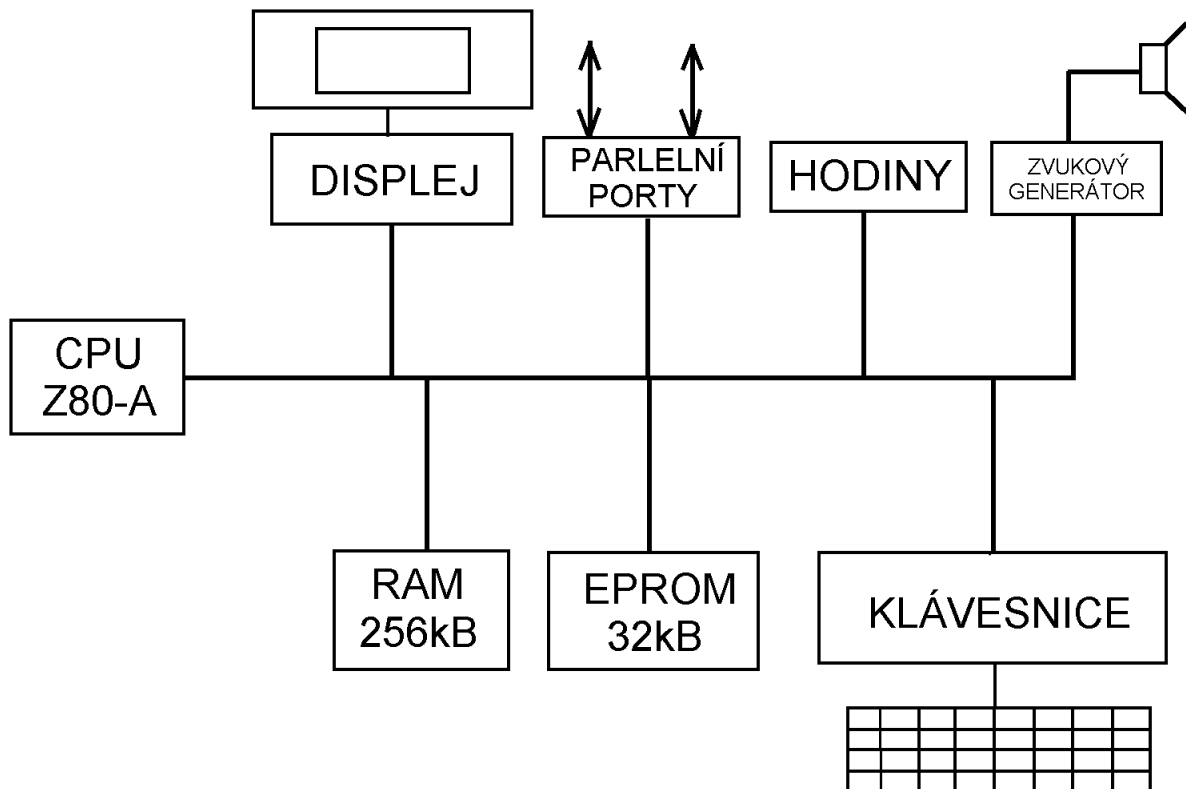 DISPLEJ
PARLELNÍ
PORTY
HODINY
ZVUKOVÝ
GENERÁTOR
CPU
Z80-A
RAM
256kB
EPROM
32kB
KLÁVESNICE